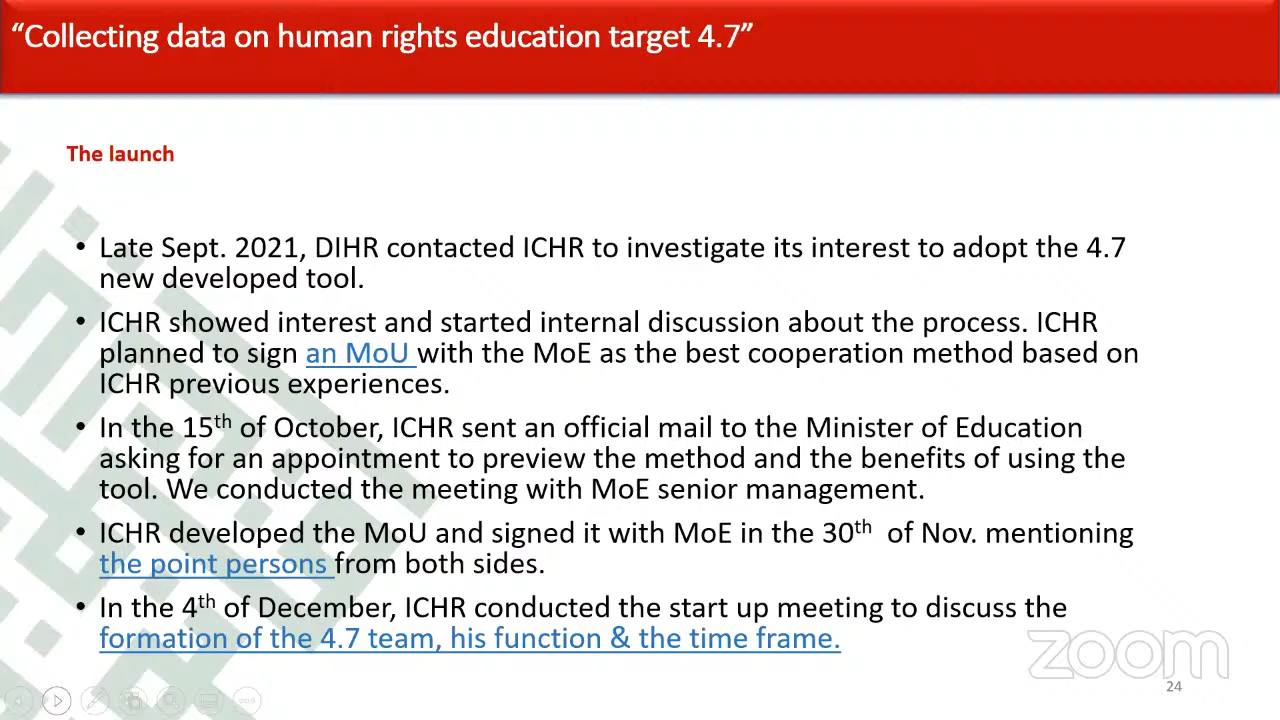 “Collecting data on human rights education target 4.7”
The launch
• Late Sept. 2021, DIHR contacted ICHR to investigate its interest to adopt the 4.7
new developed tool.
• ICHR showed interest and started internal discussion about the process. ICHR
planned to sign an MoU with the MoE as the best cooperation method based on
ICHR previous experiences.
• In the 15th of October, ICHR sent an official mail to the Minister of Education
asking for an appointment to preview the method and the benefits of using the
tool. We conducted the meeting with MoE senior management.
• ICHR developed the MoU and signed it with MoE in the 30th of Nov. mentioning
the point persons from both sides.
• In the 4th of December, ICHR conducted the start up meeting to discuss the
formation of the 4.7 team, his function & the time frame.
zoom
24